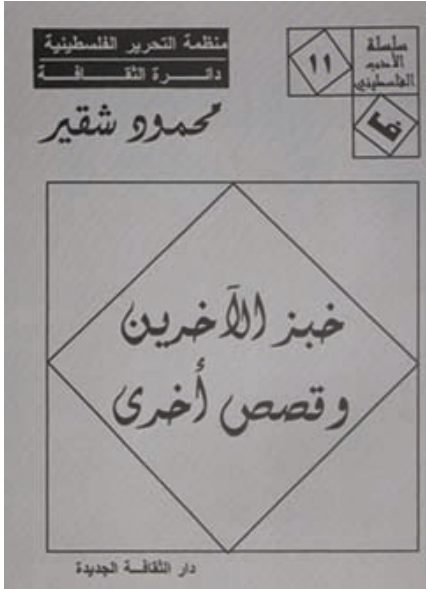 منظمة التحرير الفلسطينية
دائرة الثقافة
سلسلة
الأدب
الفلسطيني
١١
محمود شقير
خبز الآخرين
وقصص أخرى
دار الثقافة الجديدة